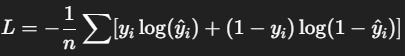 L = -\frac{1}{n} \sum [y_i \log(\hat{y}_i) + (1 - y_i) \log(1 - \hat{y}_i)]